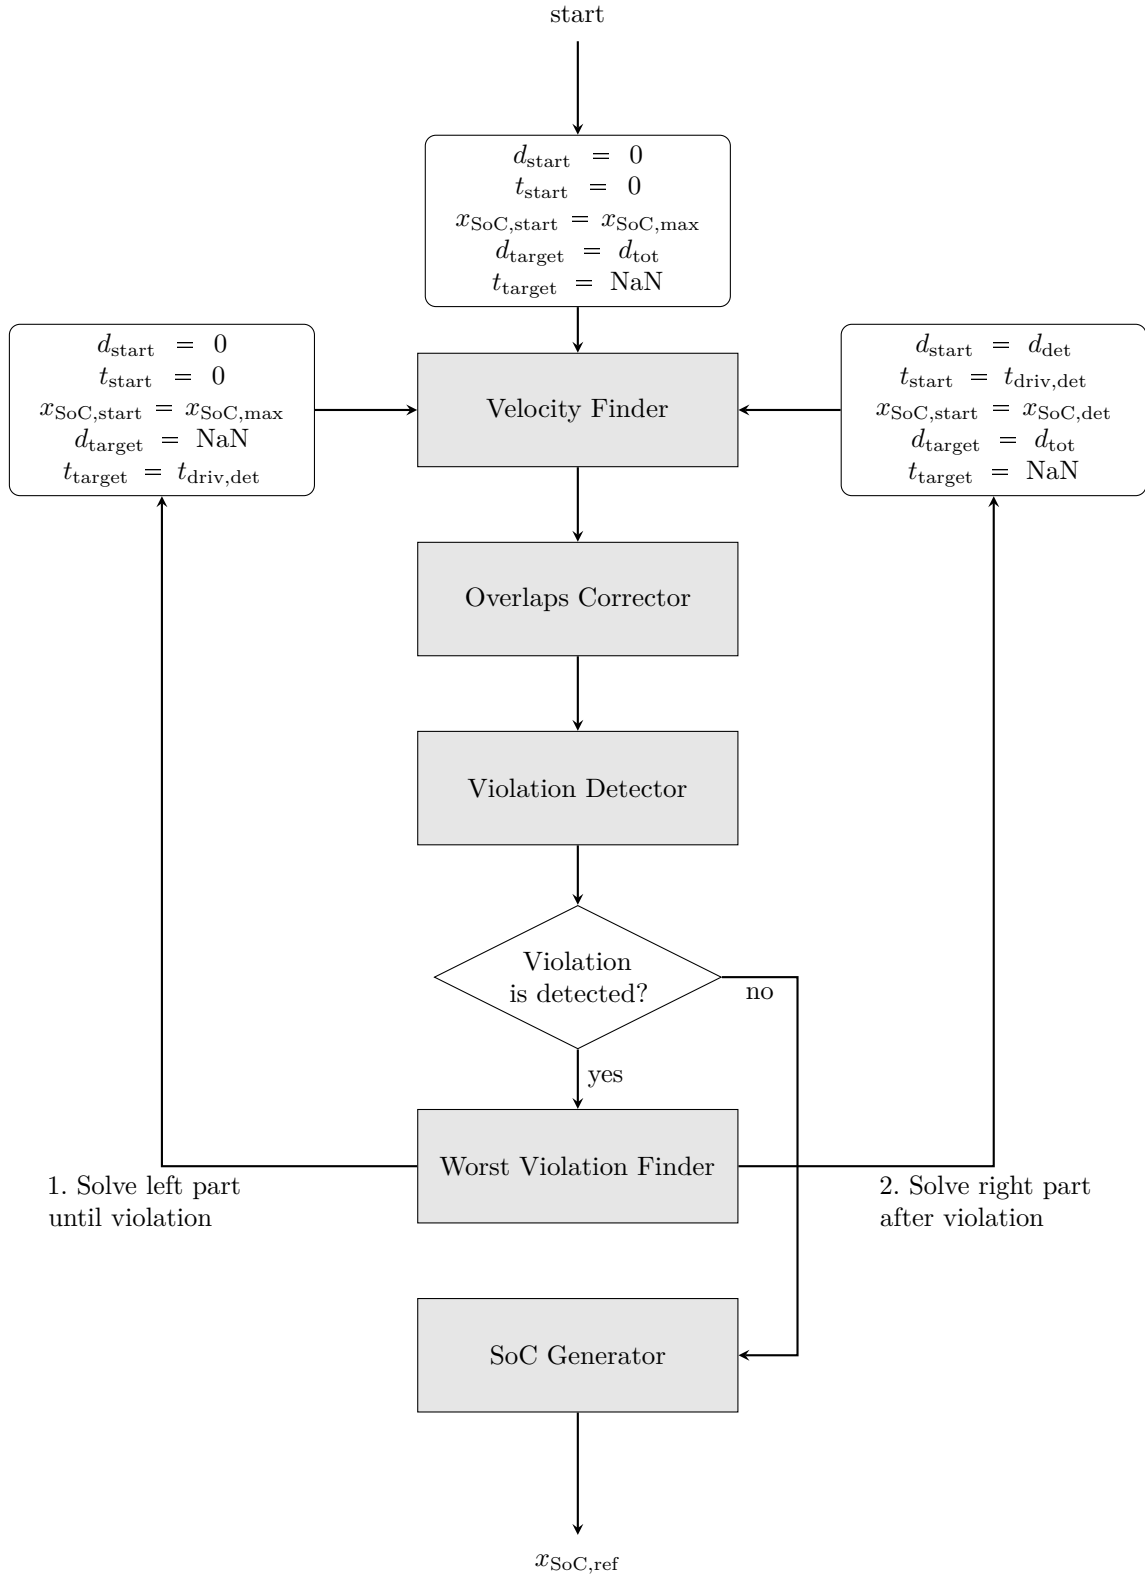 start
d_start = 0
t_start = 0
x_SoC,start = x_SoC,max
d_target = d_tot
t_target = NaN
d_start = 0
t_start = 0
x_SoC,start = x_SoC,max
d_target = NaN
t_target = t_driv,det
Velocity Finder
d_start = d_det
t_start = t_driv,det
x_SoC,start = x_SoC,det
d_target = d_tot
t_target = NaN
Overlaps Corrector
Violation Detector
Violation
is detected?
no
yes
Worst Violation Finder
1. Solve left part
until violation
2. Solve right part
after violation
SoC Generator
x_SoC,ref